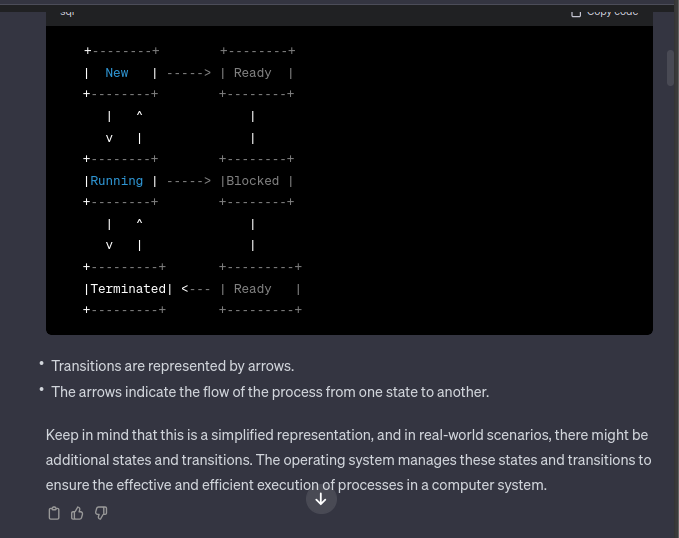 sql Copy code
+--------+        +--------+
|  New   | -----> | Ready  |
+--------+        +--------+
   |   ^              |
   v   |              |
+--------+        +--------+
|Running | -----> |Blocked |
+--------+        +--------+
   |   ^              |
   v   |              |
+---------+       +---------+
|Terminated| <--- | Ready   |
+---------+       +---------+
• Transitions are represented by arrows.
• The arrows indicate the flow of the process from one state to another.
Keep in mind that this is a simplified representation, and in real-world scenarios, there might be
additional states and transitions. The operating system manages these states and transitions to
ensure the effective and efficient execution of processes in a computer system.